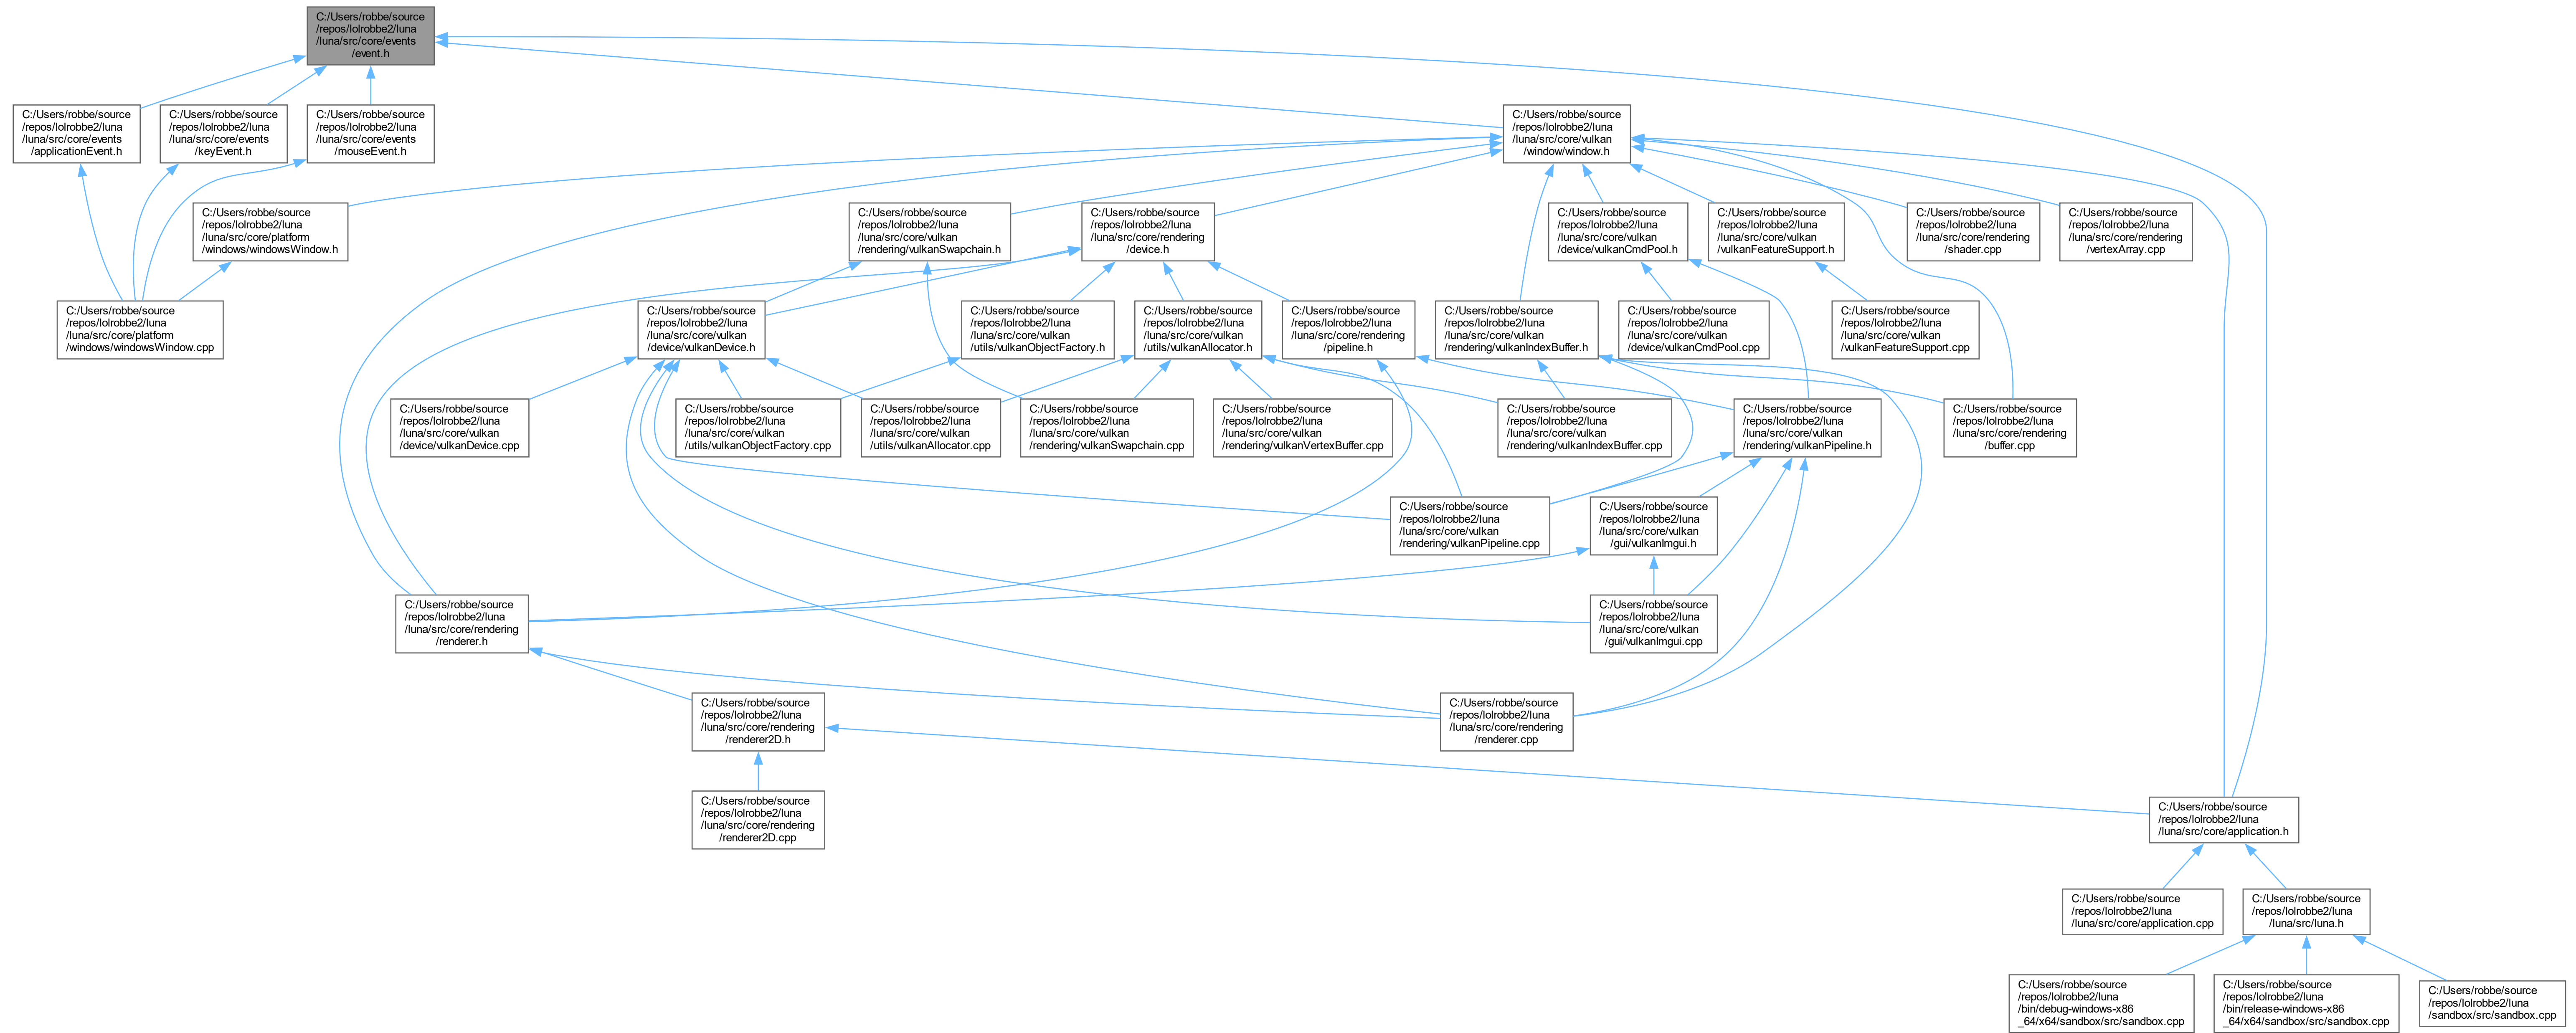 C:/Users/robbe/source
/repos/lolrobbe2/luna
/luna/src/core/events
/event.h
C:/Users/robbe/source
/repos/lolrobbe2/luna
/luna/src/core/events
/applicationEvent.h
C:/Users/robbe/source
/repos/lolrobbe2/luna
/luna/src/core/events
/keyEvent.h
C:/Users/robbe/source
/repos/lolrobbe2/luna
/luna/src/core/events
/mouseEvent.h
C:/Users/robbe/source
/repos/lolrobbe2/luna
/luna/src/core/vulkan
/window/window.h
C:/Users/robbe/source
/repos/lolrobbe2/luna
/luna/src/core/platform
/windows/windowsWindow.h
C:/Users/robbe/source
/repos/lolrobbe2/luna
/luna/src/core/vulkan
/rendering/vulkanSwapchain.h
C:/Users/robbe/source
/repos/lolrobbe2/luna
/luna/src/core/rendering
/device.h
C:/Users/robbe/source
/repos/lolrobbe2/luna
/luna/src/core/vulkan
/device/vulkanCmdPool.h
C:/Users/robbe/source
/repos/lolrobbe2/luna
/luna/src/core/vulkan
/vulkanFeatureSupport.h
C:/Users/robbe/source
/repos/lolrobbe2/luna
/luna/src/core/rendering
/shader.cpp
C:/Users/robbe/source
/repos/lolrobbe2/luna
/luna/src/core/rendering
/vertexArray.cpp
C:/Users/robbe/source
/repos/lolrobbe2/luna
/luna/src/core/platform
/windows/windowsWindow.cpp
C:/Users/robbe/source
/repos/lolrobbe2/luna
/luna/src/core/vulkan
/device/vulkanDevice.h
C:/Users/robbe/source
/repos/lolrobbe2/luna
/luna/src/core/vulkan
/utils/vulkanObjectFactory.h
C:/Users/robbe/source
/repos/lolrobbe2/luna
/luna/src/core/vulkan
/utils/vulkanAllocator.h
C:/Users/robbe/source
/repos/lolrobbe2/luna
/luna/src/core/rendering
/pipeline.h
C:/Users/robbe/source
/repos/lolrobbe2/luna
/luna/src/core/vulkan
/rendering/vulkanIndexBuffer.h
C:/Users/robbe/source
/repos/lolrobbe2/luna
/luna/src/core/vulkan
/device/vulkanCmdPool.cpp
C:/Users/robbe/source
/repos/lolrobbe2/luna
/luna/src/core/vulkan
/vulkanFeatureSupport.cpp
C:/Users/robbe/source
/repos/lolrobbe2/luna
/luna/src/core/vulkan
/device/vulkanDevice.cpp
C:/Users/robbe/source
/repos/lolrobbe2/luna
/luna/src/core/vulkan
/utils/vulkanObjectFactory.cpp
C:/Users/robbe/source
/repos/lolrobbe2/luna
/luna/src/core/vulkan
/utils/vulkanAllocator.cpp
C:/Users/robbe/source
/repos/lolrobbe2/luna
/luna/src/core/vulkan
/rendering/vulkanSwapchain.cpp
C:/Users/robbe/source
/repos/lolrobbe2/luna
/luna/src/core/vulkan
/rendering/vulkanVertexBuffer.cpp
C:/Users/robbe/source
/repos/lolrobbe2/luna
/luna/src/core/vulkan
/rendering/vulkanIndexBuffer.cpp
C:/Users/robbe/source
/repos/lolrobbe2/luna
/luna/src/core/vulkan
/rendering/vulkanPipeline.h
C:/Users/robbe/source
/repos/lolrobbe2/luna
/luna/src/core/rendering
/buffer.cpp
C:/Users/robbe/source
/repos/lolrobbe2/luna
/luna/src/core/vulkan
/rendering/vulkanPipeline.cpp
C:/Users/robbe/source
/repos/lolrobbe2/luna
/luna/src/core/vulkan
/gui/vulkanImgui.h
C:/Users/robbe/source
/repos/lolrobbe2/luna
/luna/src/core/rendering
/renderer.h
C:/Users/robbe/source
/repos/lolrobbe2/luna
/luna/src/core/vulkan
/gui/vulkanImgui.cpp
C:/Users/robbe/source
/repos/lolrobbe2/luna
/luna/src/core/rendering
/renderer2D.h
C:/Users/robbe/source
/repos/lolrobbe2/luna
/luna/src/core/rendering
/renderer.cpp
C:/Users/robbe/source
/repos/lolrobbe2/luna
/luna/src/core/rendering
/renderer2D.cpp
C:/Users/robbe/source
/repos/lolrobbe2/luna
/luna/src/core/application.h
C:/Users/robbe/source
/repos/lolrobbe2/luna
/luna/src/core/application.cpp
C:/Users/robbe/source
/repos/lolrobbe2/luna
/luna/src/luna.h
C:/Users/robbe/source
/repos/lolrobbe2/luna
/bin/debug-windows-x86
_64/x64/sandbox/src/sandbox.cpp
C:/Users/robbe/source
/repos/lolrobbe2/luna
/bin/release-windows-x86
_64/x64/sandbox/src/sandbox.cpp
C:/Users/robbe/source
/repos/lolrobbe2/luna
/sandbox/src/sandbox.cpp